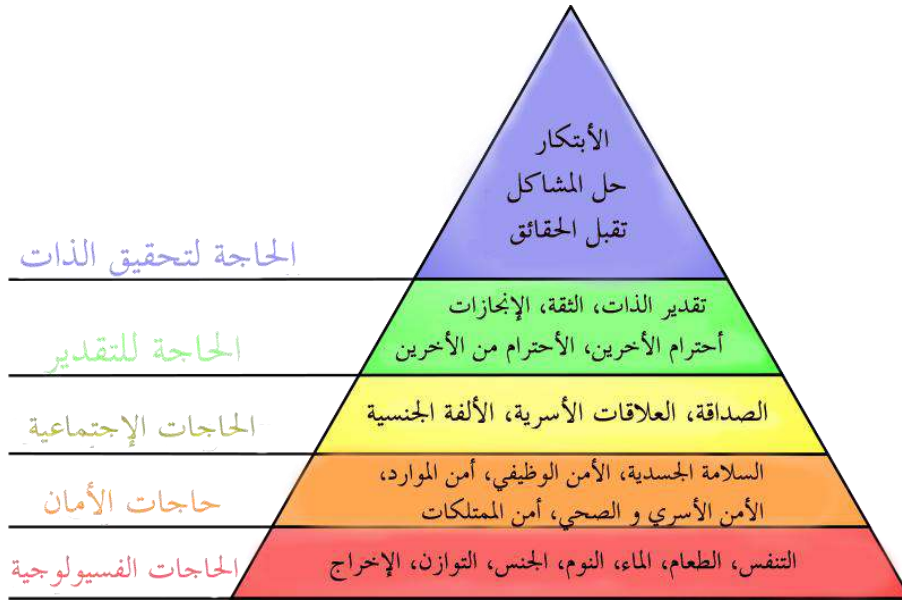 الأبتكار
حل المشاكل
تقبل الحقائق
الحاجة لتحقيق الذات
تقدير الذات، الثقة، الإنجازات
أحترام الأخرين، الأحترام من الأخرين
الحاجة للتقدير
الصداقة، العلاقات الأسرية، الألفة الجنسية
الحاجات الإجتماعية
السلامة الجسدية، الأمن الوظيفي، أمن الموارد،
الأمن الأسري و الصحي، أمن الممتلكات
حاجات الأمان
التنفس، الطعام، الماء، النوم، الجنس، التوازن، الإخراج
الحاجات الفسيولوجية